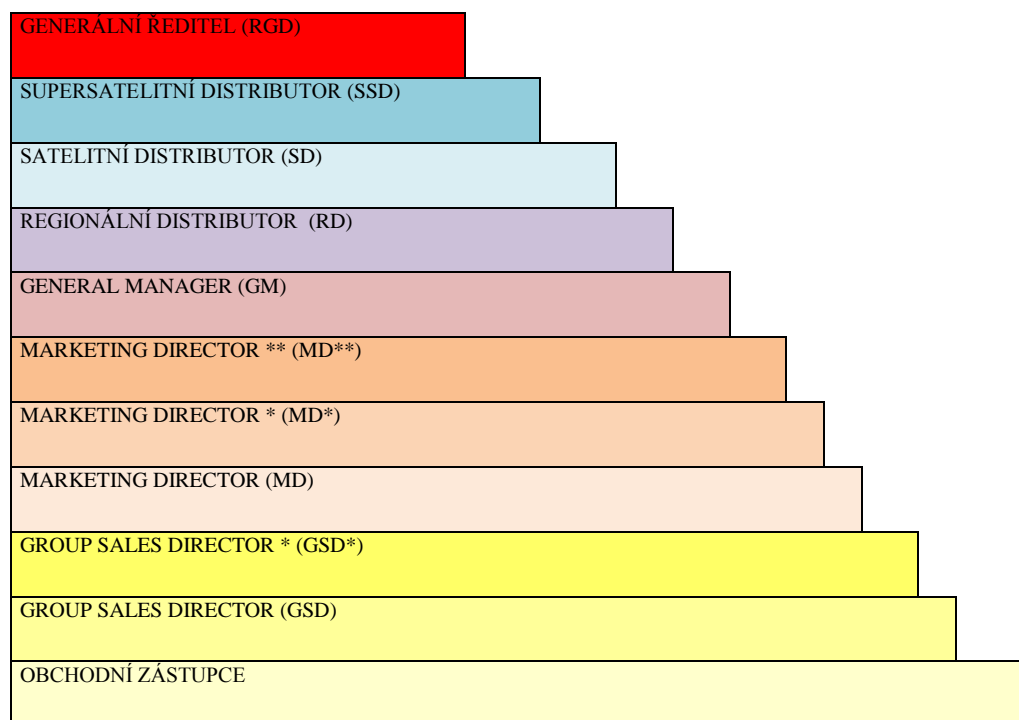 GENERÁLNÍ ŘEDITEL (RGD)
SUPERSATELITNÍ DISTRIBUTOR (SSD)
SATELITNÍ DISTRIBUTOR (SD)
REGIONÁLNÍ DISTRIBUTOR (RD)
GENERAL MANAGER (GM)
MARKETING DIRECTOR ** (MD**)
MARKETING DIRECTOR * (MD*)
MARKETING DIRECTOR (MD)
GROUP SALES DIRECTOR * (GSD*)
GROUP SALES DIRECTOR (GSD)
OBCHODNÍ ZÁSTUPCE